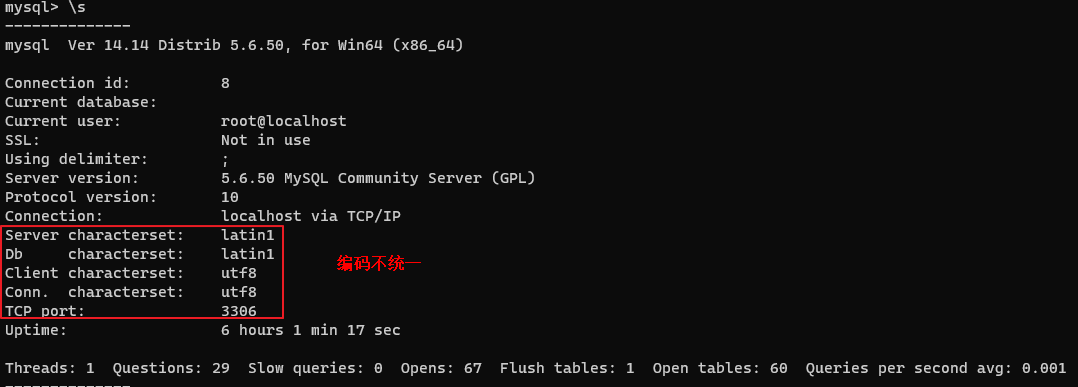 mysql> \s
--------------
mysql  Ver 14.14 Distrib 5.6.50, for Win64 (x86_64)
Connection id:          8
Current database:
Current user:           root@localhost
SSL:                    Not in use
Using delimiter:        ;
Server version:         5.6.50 MySQL Community Server (GPL)
Protocol version:       10
Connection:             localhost via TCP/IP
Server characterset:    latin1
Db     characterset:    latin1
编码不统一
Client characterset:    utf8
Conn.  characterset:    utf8
TCP port:               3306
Uptime:                 6 hours 1 min 17 sec
Threads: 1  Questions: 29  Slow queries: 0  Opens: 67  Flush tables: 1  Open tables: 60  Queries per second avg: 0.001
--------------